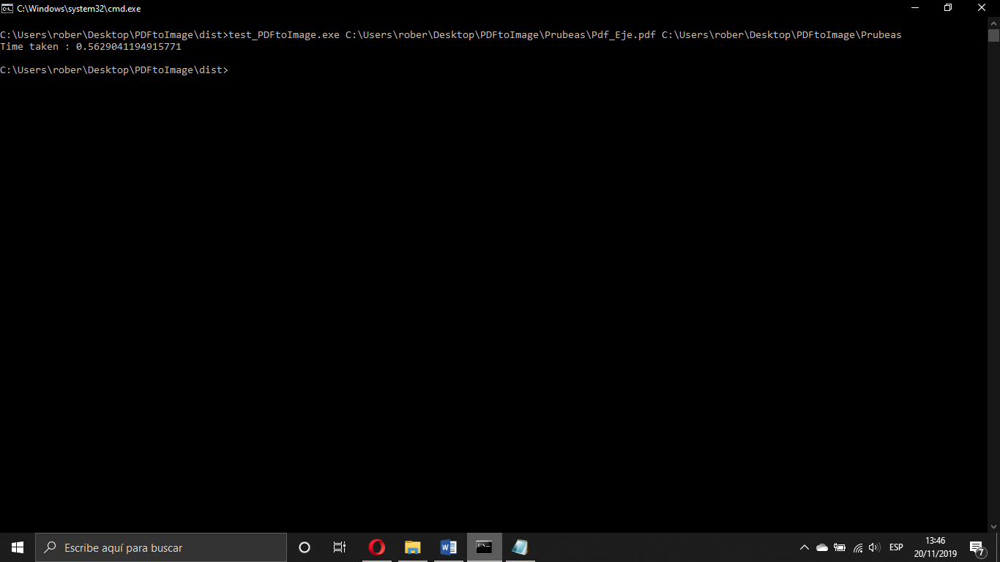 C:\Windows\system32\cmd.exe
C:\Users\rober\Desktop\PDFtoImage\dist>test_PDFtoImage.exe C:\Users\rober\Desktop\PDFtoImage\Prubeas\Pdf_Eje.pdf C:\Users\rober\Desktop\PDFtoImage\Prubeas
Time taken : 0.5629041194915771
C:\Users\rober\Desktop\PDFtoImage\dist>
Escribe aquí para buscar
ESP
13:46
20/11/2019
7